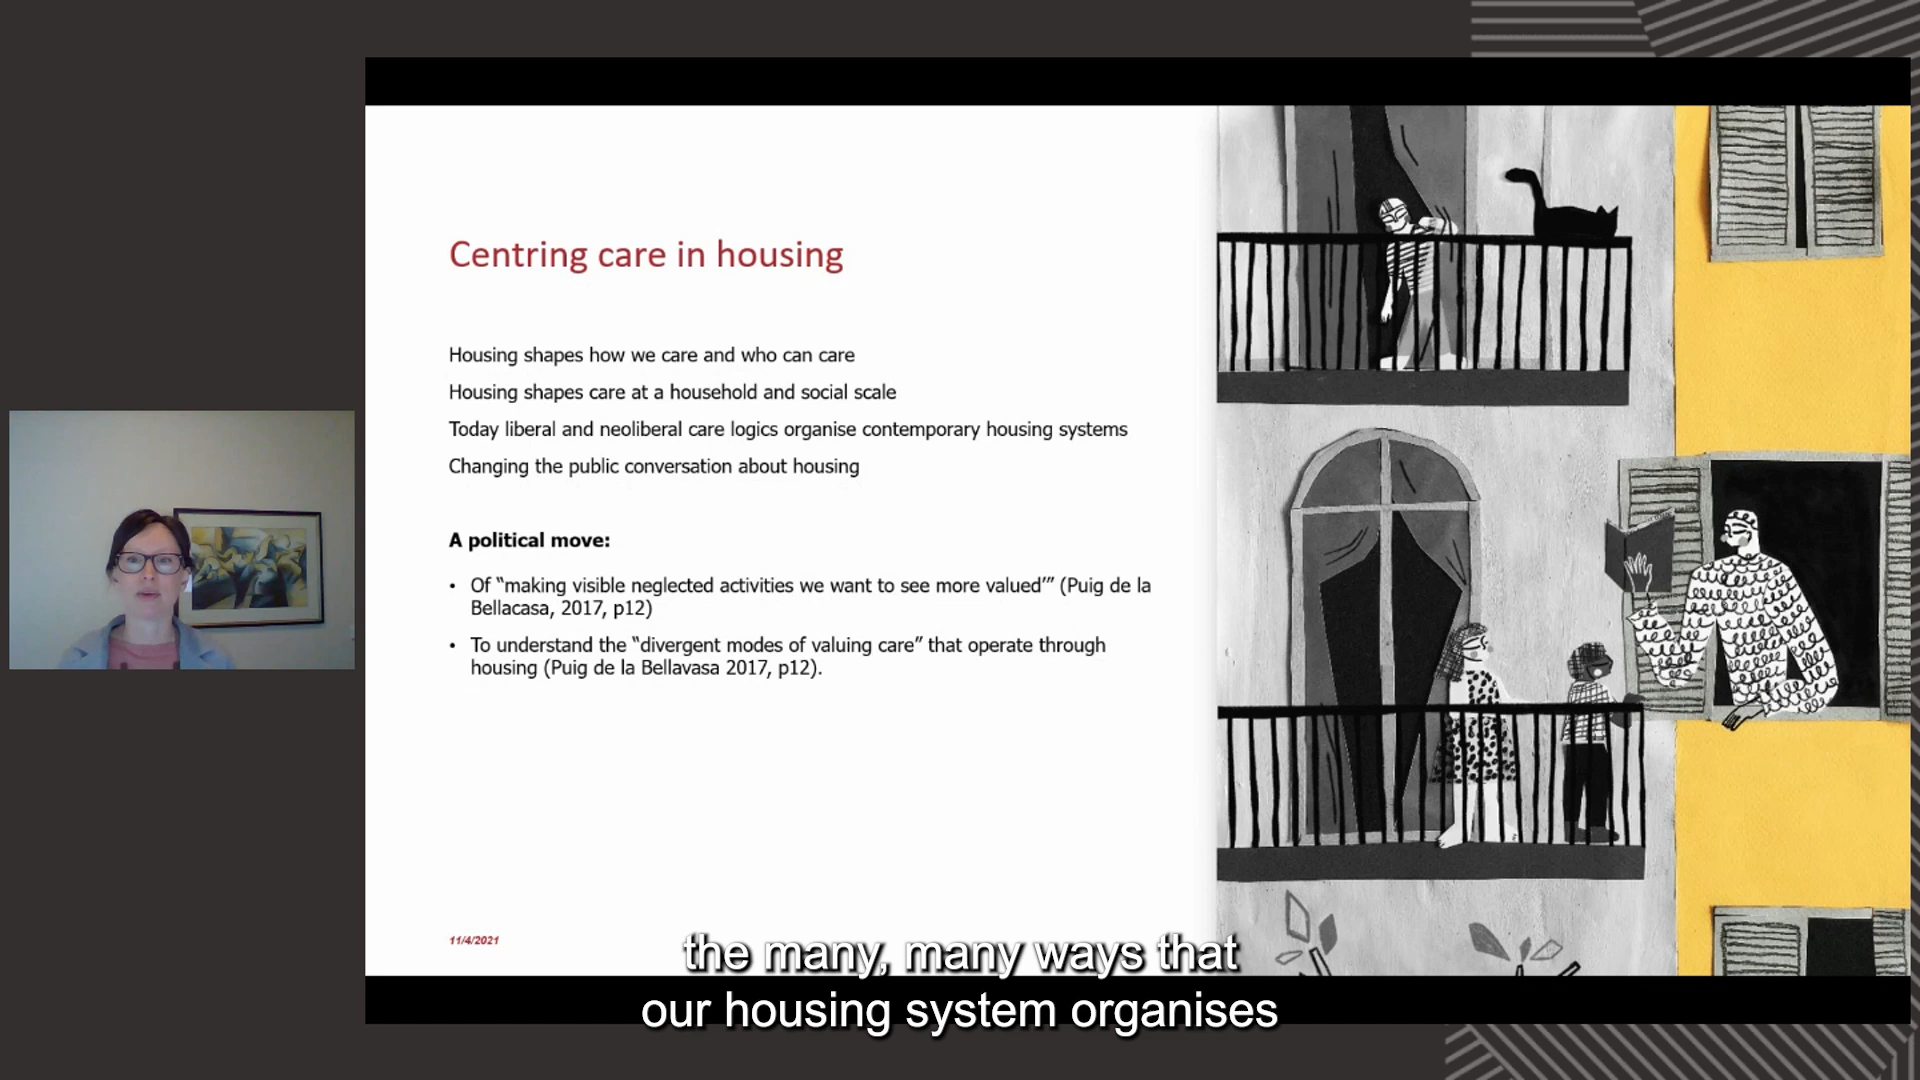 Centring care in housing
Housing shapes how we care and who can care
Housing shapes care at a household and social scale
Today liberal and neoliberal care logics organise contemporary housing systems
Changing the public conversation about housing
A political move:
• Of “making visible neglected activities we want to see more valued’” (Puig de la
Bellacasa, 2017, p12)
• To understand the “divergent modes of valuing care” that operate through
housing (Puig de la Bellavasa 2017, p12).
11/4/2021
the many, many ways that
our housing system organises